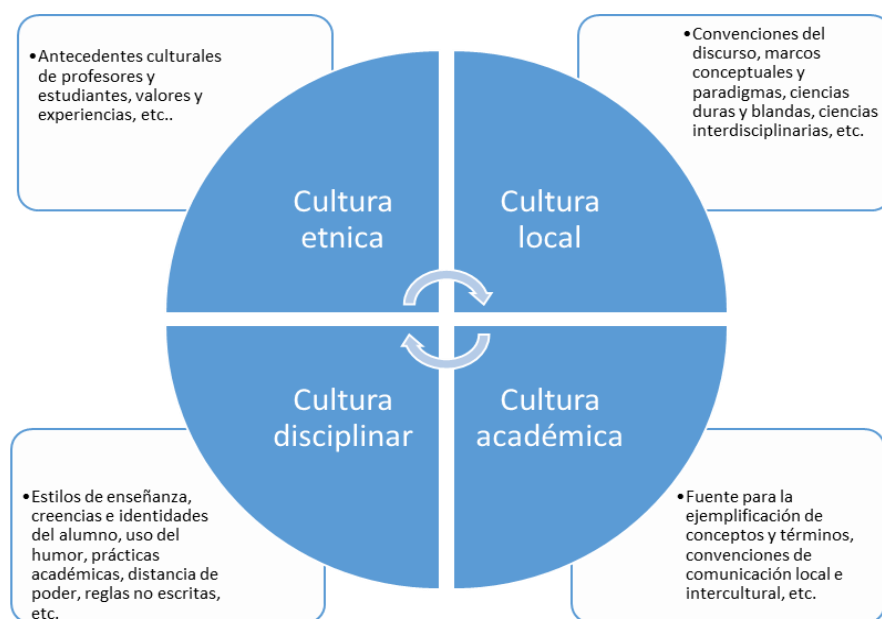 •Antecedentes culturales
de profesores y
estudiantes, valores y
experiencias, etc..
•Convenciones del
discurso, marcos
conceptuales y
paradigmas, ciencias
duras y blandas, ciencias
interdisciplinarias, etc.
Cultura
etnica
Cultura
local
Cultura
disciplinar
Cultura
académica
•Estilos de enseñanza,
creencias e identidades
del alumno, uso del
humor, prácticas
académicas, distancia de
poder, reglas no escritas,
etc.
•Fuente para la
ejemplificación de
conceptos y términos,
convenciones de
comunicación local e
intercultural, etc.